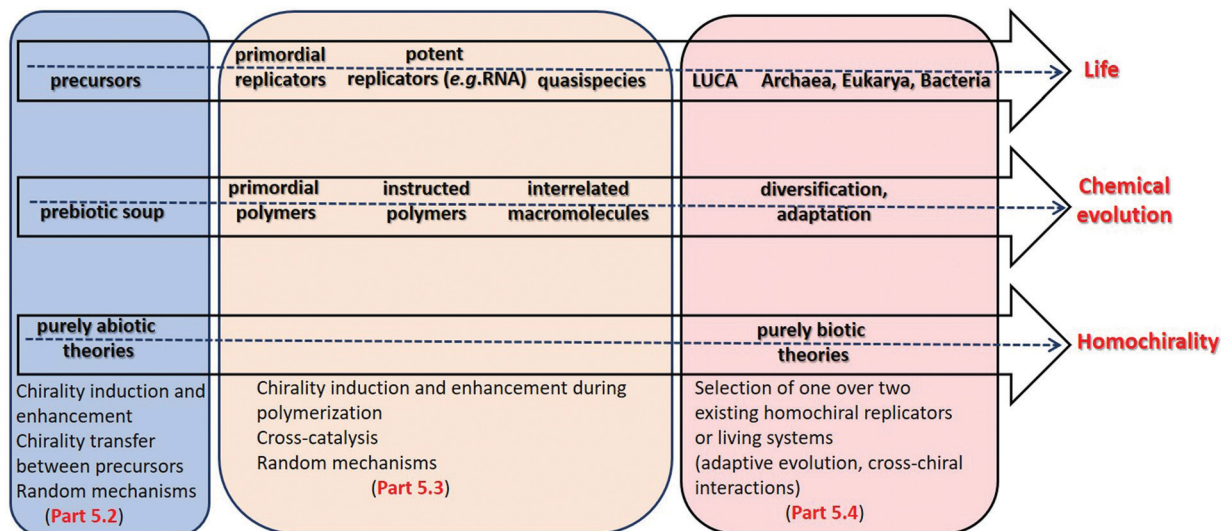 precursors
primordial
replicators
potent
replicators (e.g.RNA)
quasispecies
LUCA
Archaea, Eukarya, Bacteria
Life
prebiotic soup
primordial
polymers
instructed
polymers
interrelated
macromolecules
diversification,
adaptation
Chemical
evolution
purely abiotic
theories
purely biotic
theories
Homochirality
Chirality induction and
enhancement
Chirality transfer
between precursors
Random mechanisms
(Part 5.2)
Chirality induction and enhancement during
polymerization
Cross-catalysis
Random mechanisms
(Part 5.3)
Selection of one over two
existing homochiral replicators
or living systems
(adaptive evolution, cross-chiral
interactions)
(Part 5.4)